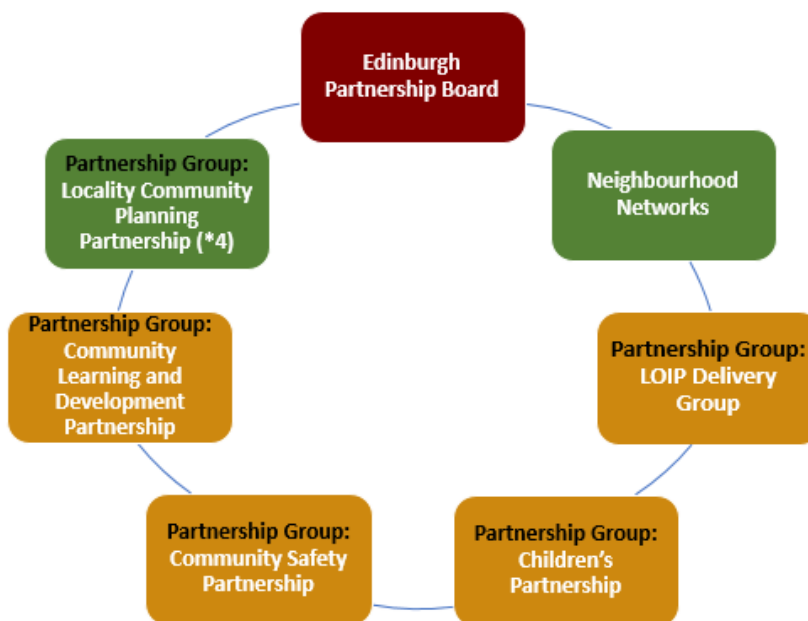 Edinburgh
Partnership Board
Partnership Group:
Locality Community
Planning
Partnership (*4)
Neighbourhood
Networks
Partnership Group:
Community
Learning and
Development
Partnership
Partnership Group:
LOIP Delivery
Group
Partnership Group:
Community Safety
Partnership
Partnership Group:
Children’s
Partnership